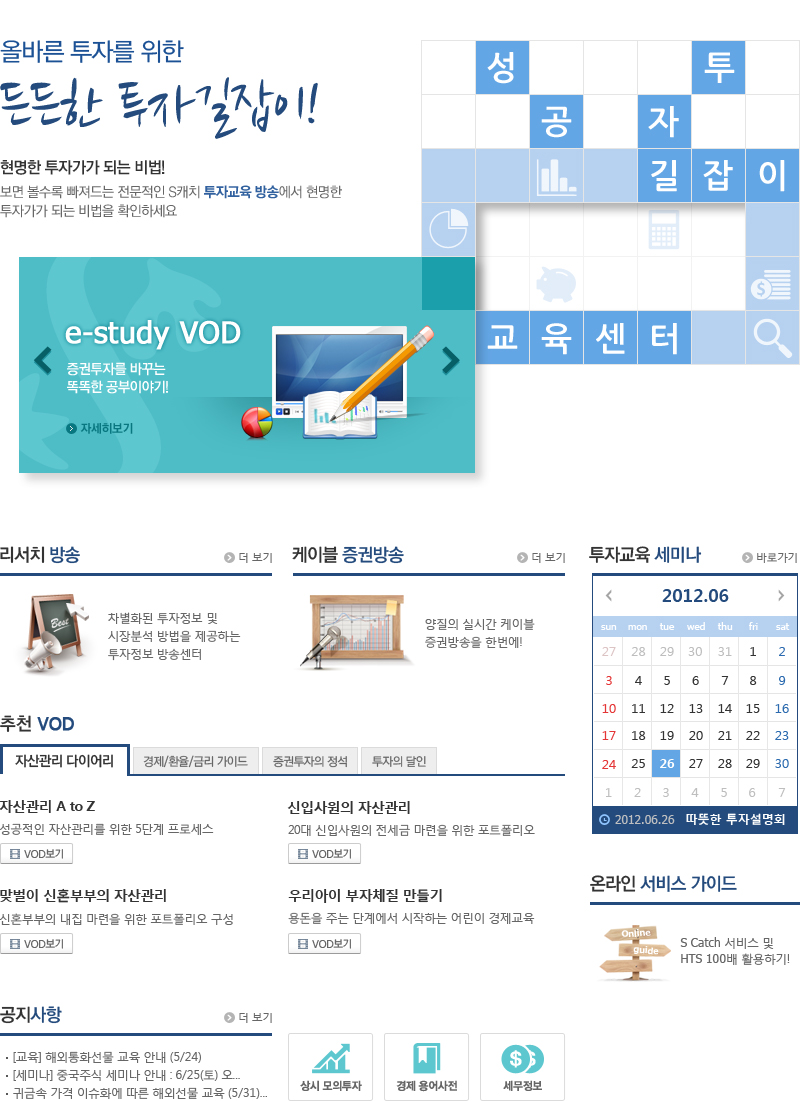 올바른 투자를 위한
든든한 투자길잡이!
현명한 투자가가 되는 비법!
보면 볼수록 빠져드는 전문적인 S캐치 투자교육 방송에서 현명한
투자가가 되는 비법을 확인하세요
성 투
공 자
길 잡 이
교 육 센 터
e-study VOD
증권투자를 바꾸는
똑똑한 공부이야기!
자세히보기
리서치 방송
더 보기
Best
차별화된 투자정보 및
시장분석 방법을 제공하는
투자정보 방송센터
케이블 증권방송
더 보기
양질의 실시간 케이블
증권방송을 한번에!
투자교육 세미나
바로가기
2012.06
sun mon tue wed thu fri sat
27 28 29 30 31 1 2
3 4 5 6 7 8 9
10 11 12 13 14 15 16
17 18 19 20 21 22 23
24 25 26 27 28 29 30
1 2 3 4 5 6 7
2012.06.26 따뜻한 투자설명회
추천 VOD
자산관리 다이어리
경제/환율/금리 가이드
증권투자의 정석
투자의 달인
자산관리 A to Z
성공적인 자산관리를 위한 5단계 프로세스
VOD보기
신입사원의 자산관리
20대 신입사원의 전세금 마련을 위한 포트폴리오
VOD보기
맞벌이 신혼부부의 자산관리
신혼부부의 내집 마련을 위한 포트폴리오 구성
VOD보기
우리아이 부자체질 만들기
용돈을 주는 단계에서 시작하는 어린이 경제교육
VOD보기
온라인 서비스 가이드
Online
guide
S Catch 서비스 및
HTS 100배 활용하기!
공지사항
더 보기
· [교육] 해외통화선물 교육 안내 (5/24)
· [세미나] 중국주식 세미나 안내 : 6/25(토) 오...
· 귀금속 가격 이슈화에 따른 해외선물 교육 (5/31)...
상시 모의투자
경제 용어사전
세무정보